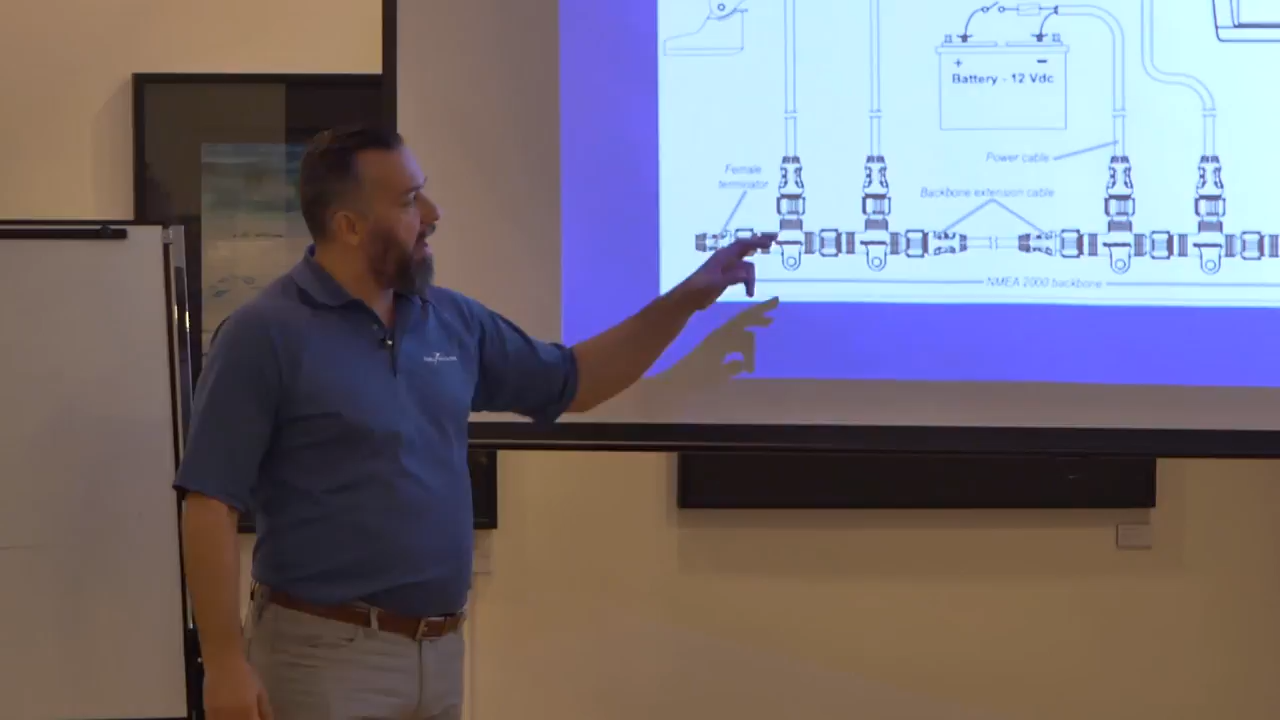 + −
Battery - 12 Vdc
Power cable
Female
terminator
Backbone extension cable
NMEA 2000 backbone